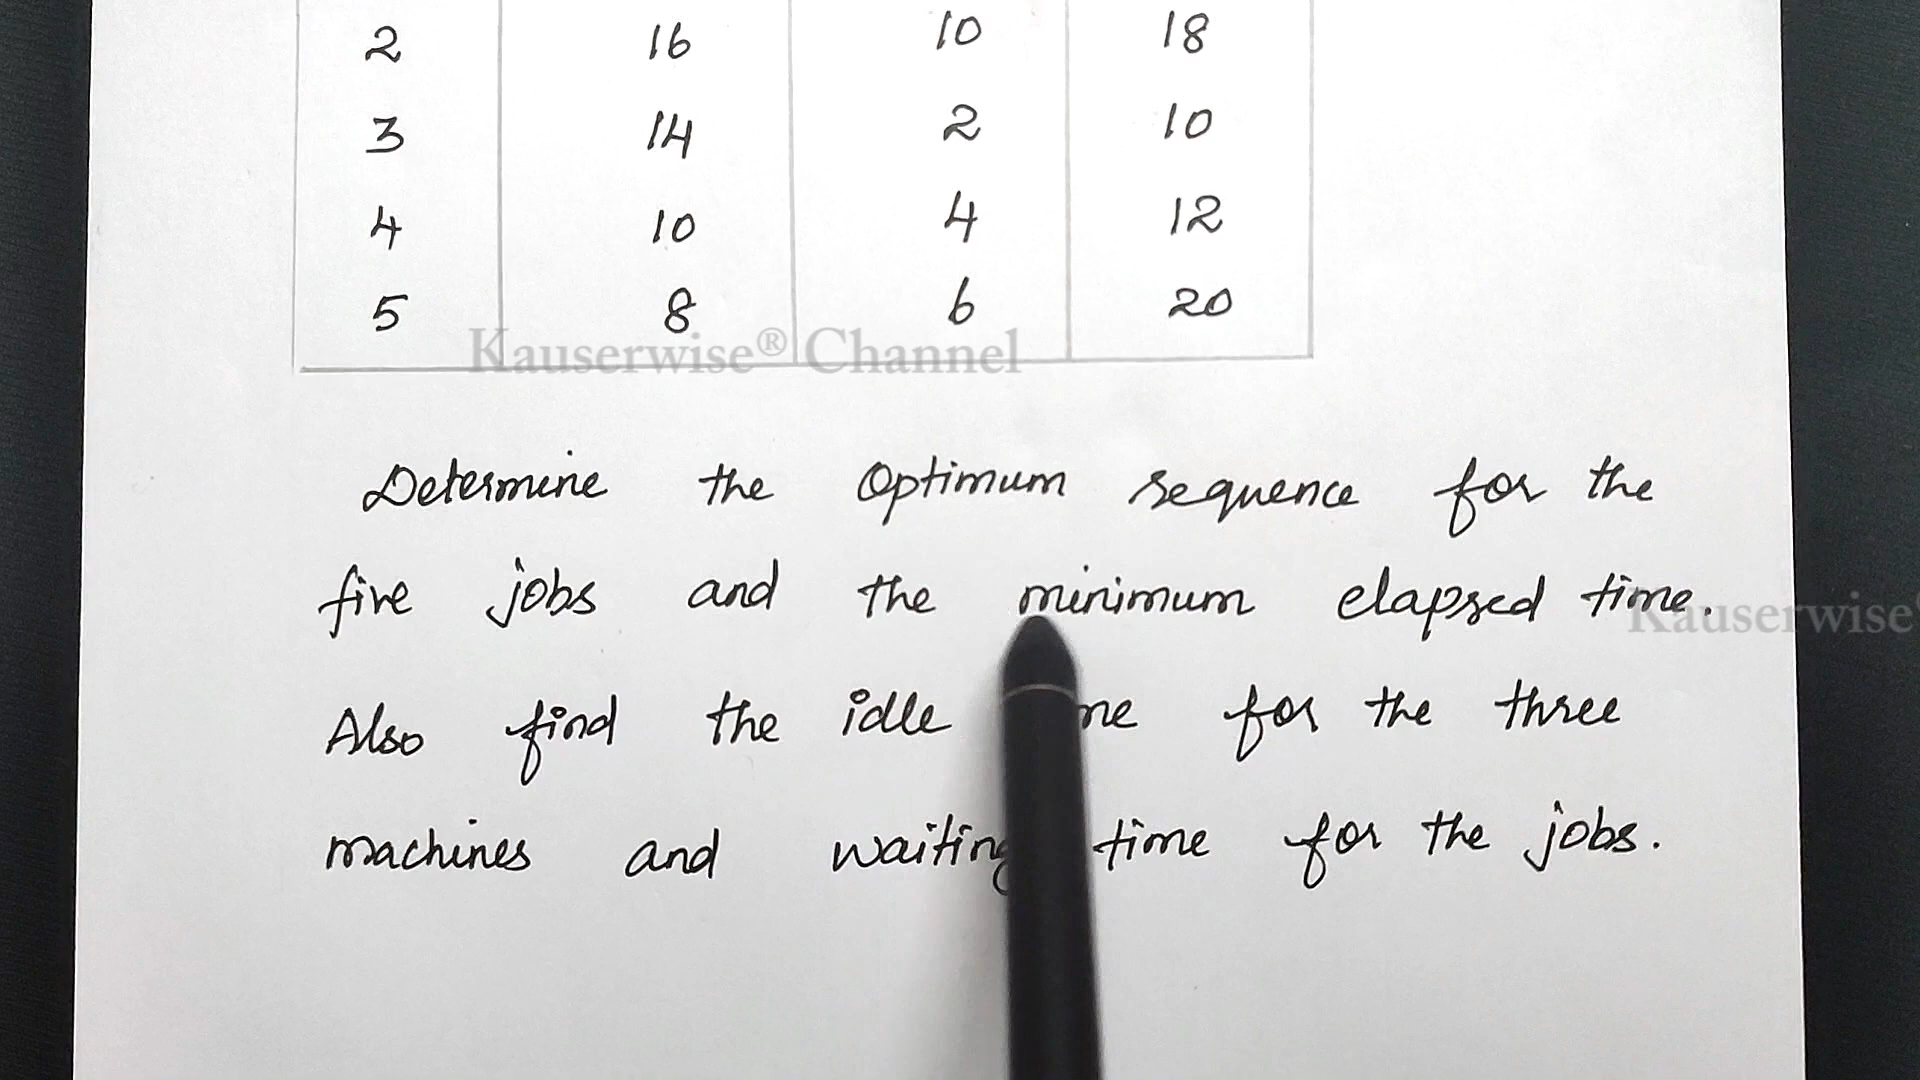 2 16 10 18
3 14 2 10
4 10 4 12
5 8 6 20
Kauserwise® Channel
Determine the Optimum sequence for the
five jobs and the minimum elapsed time.
Kauserwise
Also find the idle for the three
machines and waiting time for the jobs.